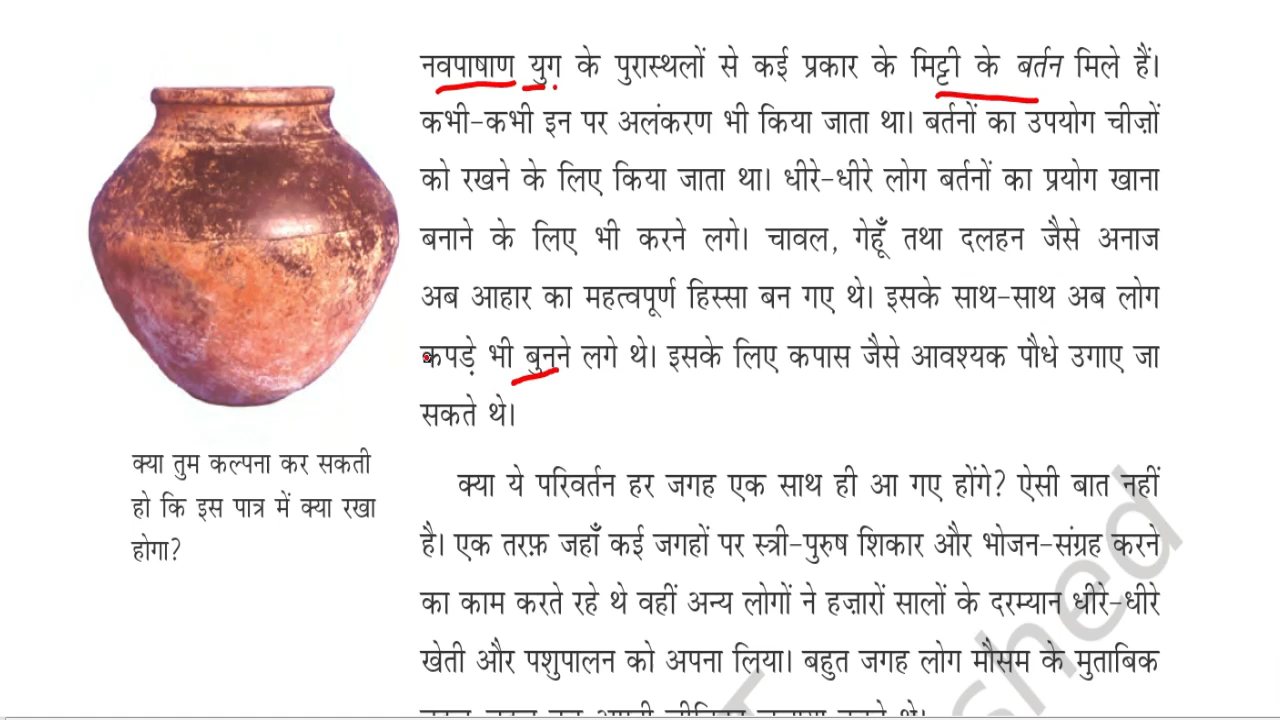 नवपाषाण युग के पुरास्थलों से कई प्रकार के मिट्टी के बर्तन मिले हैं।
कभी-कभी इन पर अलंकरण भी किया जाता था। बर्तनों का उपयोग चीज़ों
को रखने के लिए किया जाता था। धीरे-धीरे लोग बर्तनों का प्रयोग खाना
बनाने के लिए भी करने लगे। चावल, गेहूँ तथा दलहन जैसे अनाज
अब आहार का महत्वपूर्ण हिस्सा बन गए थे। इसके साथ-साथ अब लोग
कपड़े भी बुनने लगे थे। इसके लिए कपास जैसे आवश्यक पौधे उगाए जा
सकते थे।
क्या तुम कल्पना कर सकती
हो कि इस पात्र में क्या रखा
होगा?
क्या ये परिवर्तन हर जगह एक साथ ही आ गए होंगे? ऐसी बात नहीं
है। एक तरफ़ जहाँ कई जगहों पर स्त्री-पुरुष शिकार और भोजन-संग्रह करने
का काम करते रहे थे वहीं अन्य लोगों ने हज़ारों सालों के दरम्यान धीरे-धीरे
खेती और पशुपालन को अपना लिया। बहुत जगह लोग मौसम के मुताबिक
shed